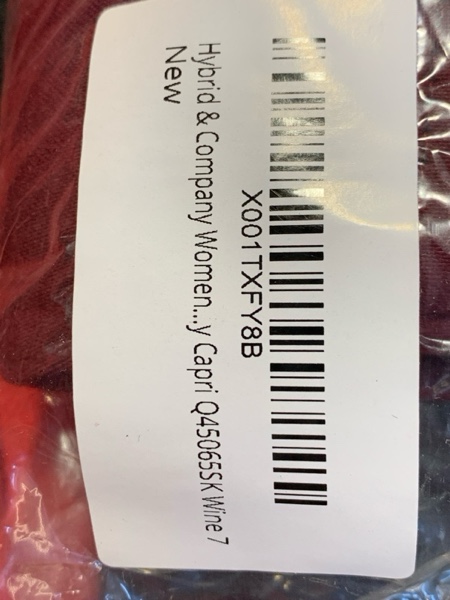 X001TXFY8B
Hybrid & Company Women...y Capri Q45065SK Wine 7
New